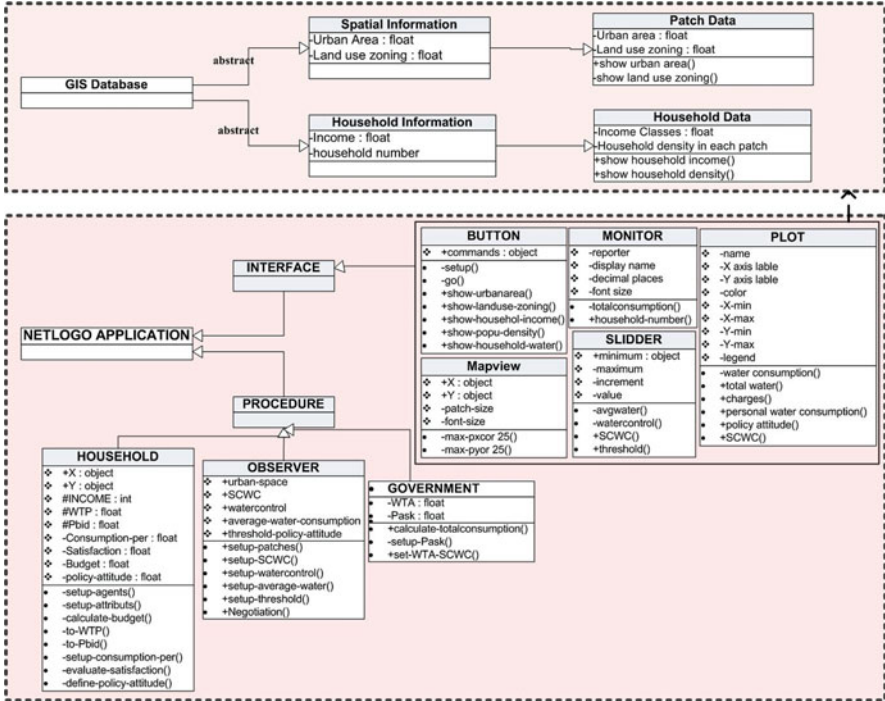 Spatial Information
-Urban Area : float
-Land use zoning : float
Patch Data
-Urban area : float
-Land use zoning : float
+show urban area()
-show land use zoning()
abstract
GIS Database
abstract
Household Information
-Income : float
-household number
Household Data
-Income Classes : float
-Household density in each patch
+show household income()
+show household density()
INTERFACE
NETLOGO APPLICATION
PROCEDURE
BUTTON
+commands : object
-setup()
-go()
+show-urbanarea()
+show-landuse-zoning()
+show-househol-income()
+show-popu-density()
+show-household-water()
MONITOR
-reporter
-display name
-decimal places
-font size
-totalconsumption()
+household-number()
PLOT
-name
-X axis lable
-Y axis lable
-color
-X-min
-X-max
-Y-min
-Y-max
-legend
-water consumption()
+total water()
+charges()
+personal water consumption()
+policy attitude()
+SCWC()
Mapview
+X : object
+Y : object
-patch-size
-font-size
-max-pxcor 25()
-max-pyor 25()
SLIDDER
+minimum : object
-maximum
-increment
-value
-avgwater()
-watercontrol()
+SCWC()
+threshold()
HOUSEHOLD
+X : object
+Y : object
#INCOME : int
#WTP : float
#Pbid : float
-Consumption-per : float
-Satisfaction : float
-Budget : float
-policy-attitude : float
-setup-agents()
-setup-attributs()
-calculate-budget()
-to-WTP()
-to-Pbid()
-setup-consumption-per()
-evaluate-satisfaction()
-define-policy-attitude()
OBSERVER
+urban-space
+SCWC
+watercontrol
+average-water-consumption
+threshold-policy-attitude
+setup-patches()
+setup-SCWC()
+setup-watercontrol()
+setup-average-water()
+setup-threshold()
+Negotiation()
GOVERNMENT
-WTA : float
-Pask : float
+calculate-totalconsumption()
-setup-Pask()
+set-WTA-SCWC()